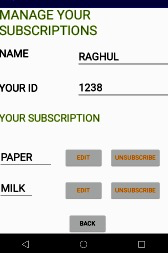 MANAGE YOUR
SUBSCRIPTIONS
NAME RAGHUL
YOUR ID 1238
YOUR SUBSCRIPTION
PAPER EDIT UNSUBSCRIBE
MILK EDIT UNSUBSCRIBE
BACK